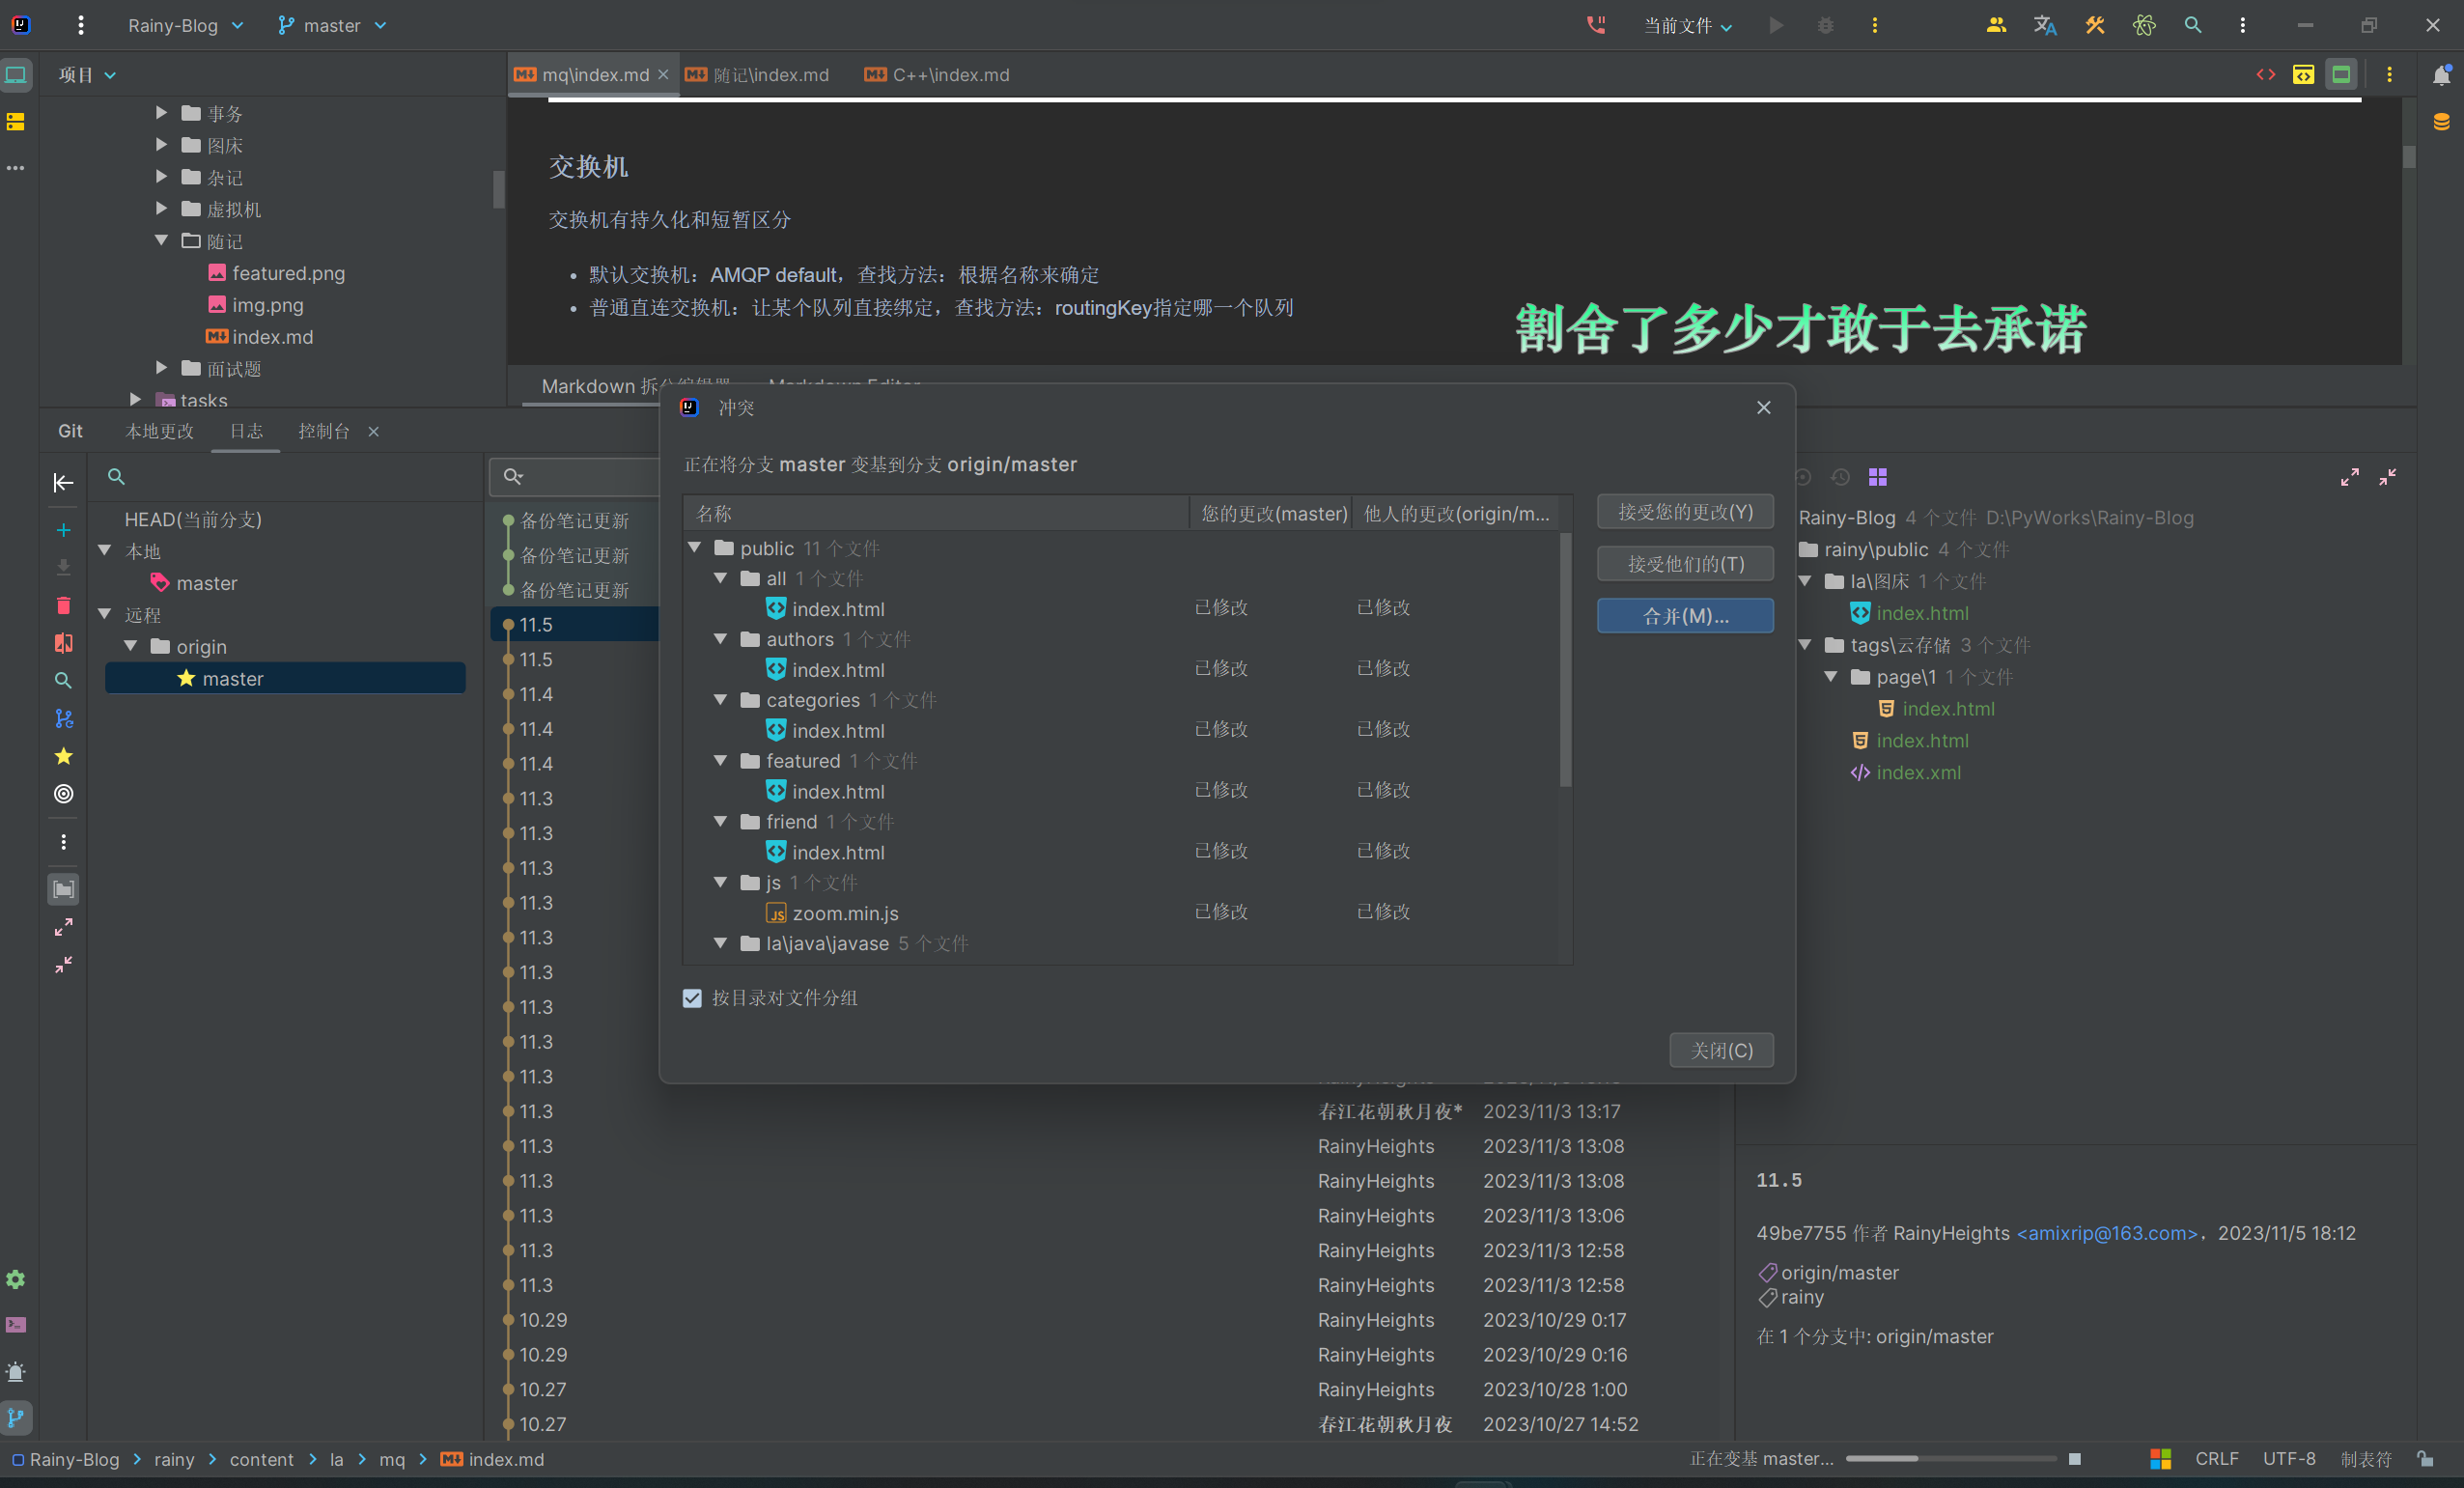 Rayny-Blog master 当前文件
项目
mq\index.md 随记\index.md C++\index.md
事务
图床
杂记
虚拟机
随记
featured.png
img.png
index.md
面试题
tasks
交换机
交换机有持久化和短暂区分
• 默认交换机：AMQP default，查找方法：根据名称来确定
• 普通直连交换机：让某个队列直接绑定，查找方法：routingKey指定哪一个队列
割舍了多少才敢于去承诺
Git 本地更改 日志 控制台
HEAD(当前分支)
本地
master
远程
origin
master
备份笔记更新
备份笔记更新
备份笔记更新
11.5
11.5
11.4
11.4
11.4
11.3
11.3
11.3
11.3
11.3
11.3
11.3
11.3
11.3
冲突
正在将分支 master 变基到分支 origin/master
名称 您的更改(master) 他人的更改(origin/m...
public 11 个文件
all 1 个文件
index.html 已修改 已修改
authors 1 个文件
index.html 已修改 已修改
categories 1 个文件
index.html 已修改 已修改
featured 1 个文件
index.html 已修改 已修改
friend 1 个文件
index.html 已修改 已修改
js 1 个文件
zoom.min.js 已修改 已修改
la\java\javase 5 个文件
接受您的更改(Y)
接受他们的(T)
合并(M)...
按目录对文件分组
关闭(C)
11.3 春江花朝秋月夜* 2023/11/3 13:17
11.3 RainyHeights 2023/11/3 13:08
11.3 RainyHeights 2023/11/3 13:08
11.3 RainyHeights 2023/11/3 13:06
11.3 RainyHeights 2023/11/3 12:58
11.3 RainyHeights 2023/11/3 12:58
10.29 RainyHeights 2023/10/29 0:17
10.29 RainyHeights 2023/10/29 0:16
10.27 RainyHeights 2023/10/28 1:00
10.27 春江花朝秋月夜 2023/10/27 14:52
Rainy-Blog 4 个文件 D:\PyWorks\Rainy-Blog
rainy\public 4 个文件
la\图床 1 个文件
index.html
tags\云存储 3 个文件
page\1 1 个文件
index.html
index.html
index.xml
11.5
49be7755 作者 RainyHeights <amixrip@163.com>，2023/11/5 18:12
origin/master
rainy
在 1 个分支中: origin/master
Rainy-Blog rainy content la mq index.md
正在变基 master... CRLF UTF-8 制表符